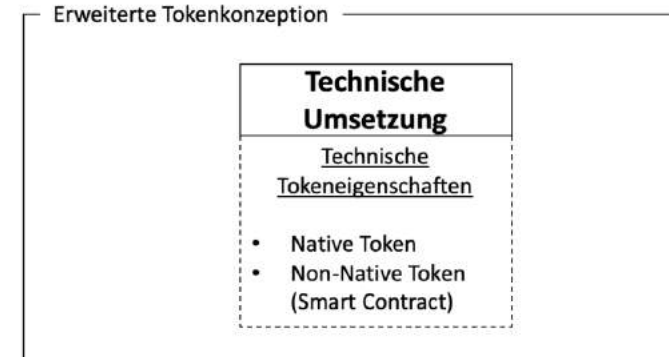 Erweiterte Tokenkonzeption
Technische
Umsetzung
Technische
Tokeneigenschaften
• Native Token
• Non-Native Token
(Smart Contract)